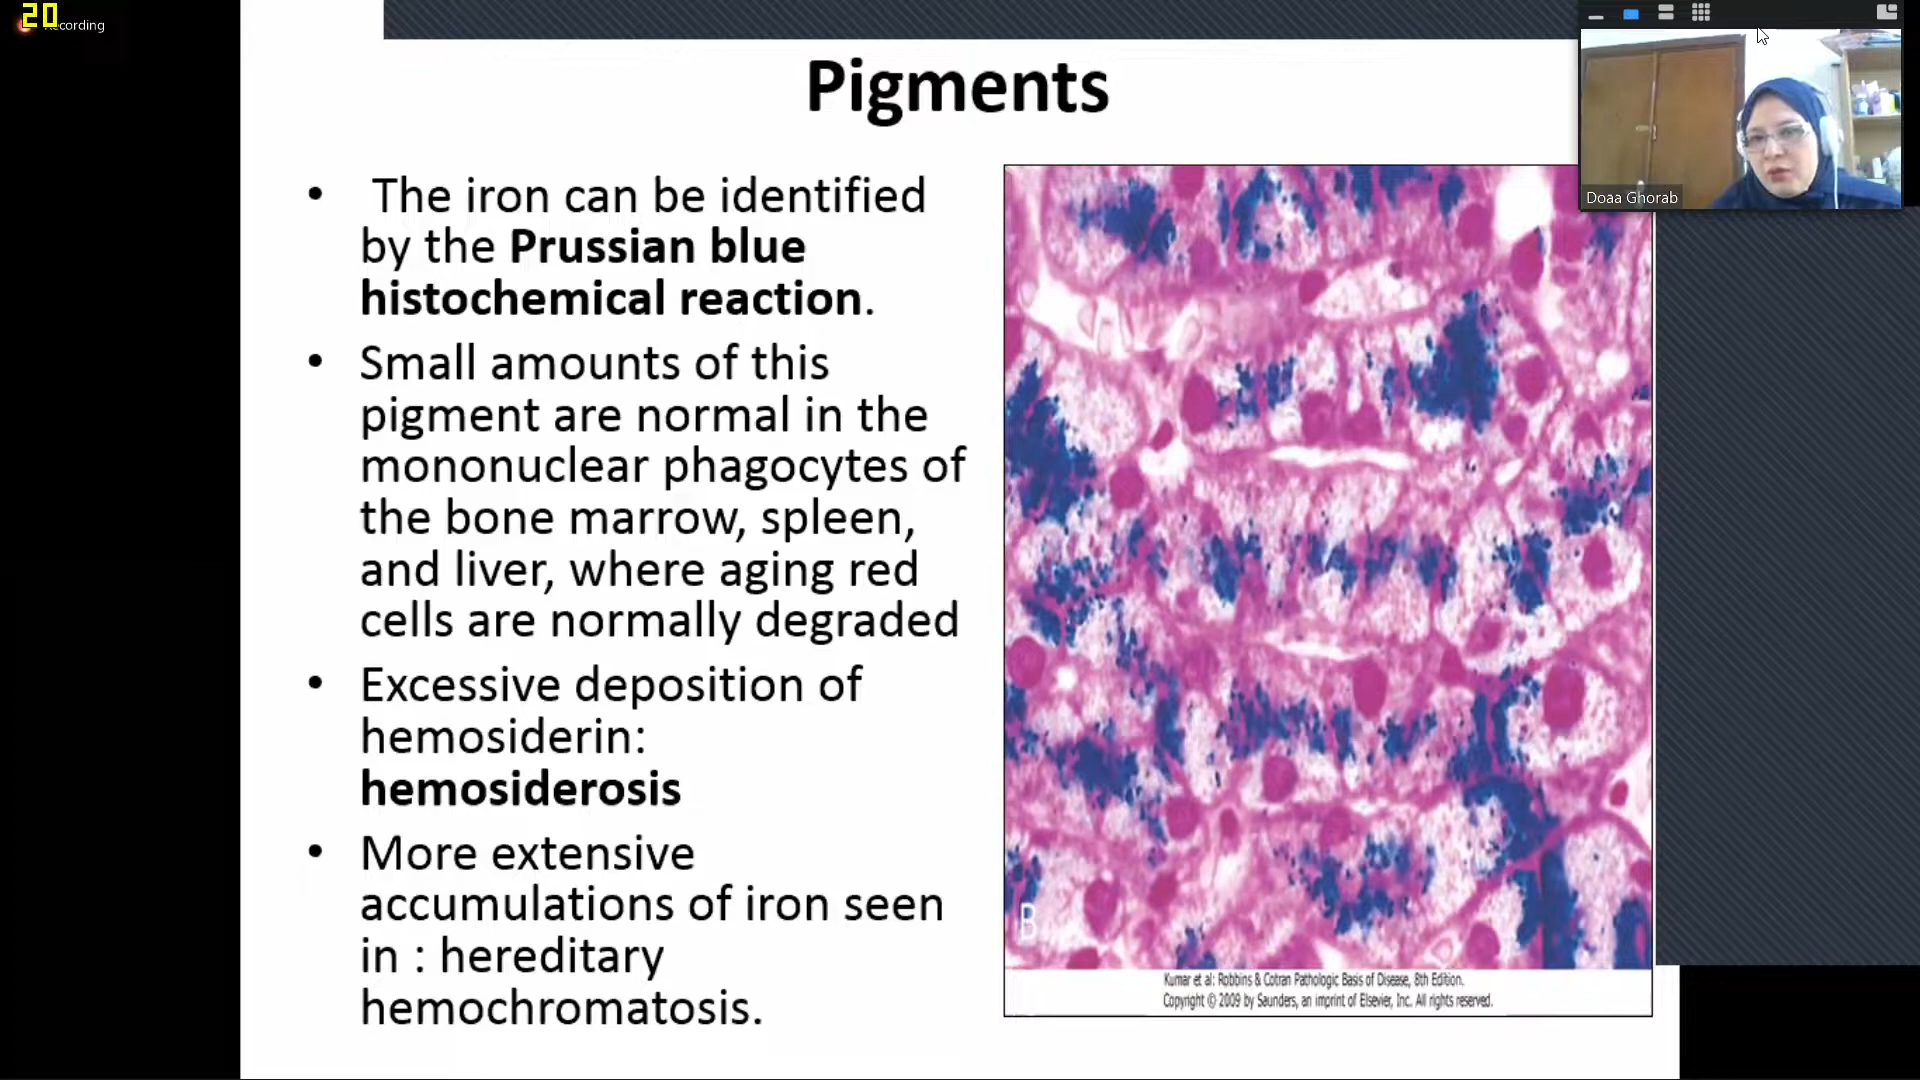 20
cording
Pigments
Doaa Ghorab
• The iron can be identified
by the Prussian blue
histochemical reaction.
• Small amounts of this
pigment are normal in the
mononuclear phagocytes of
the bone marrow, spleen,
and liver, where aging red
cells are normally degraded
• Excessive deposition of
hemosiderin:
hemosiderosis
• More extensive
accumulations of iron seen
in : hereditary
hemochromatosis.
B
Kumar et al: Robbins & Cotran Pathologic Basis of Disease, 8th Edition.
Copyright © 2009 by Saunders, an imprint of Elsevier, Inc. All rights reserved.